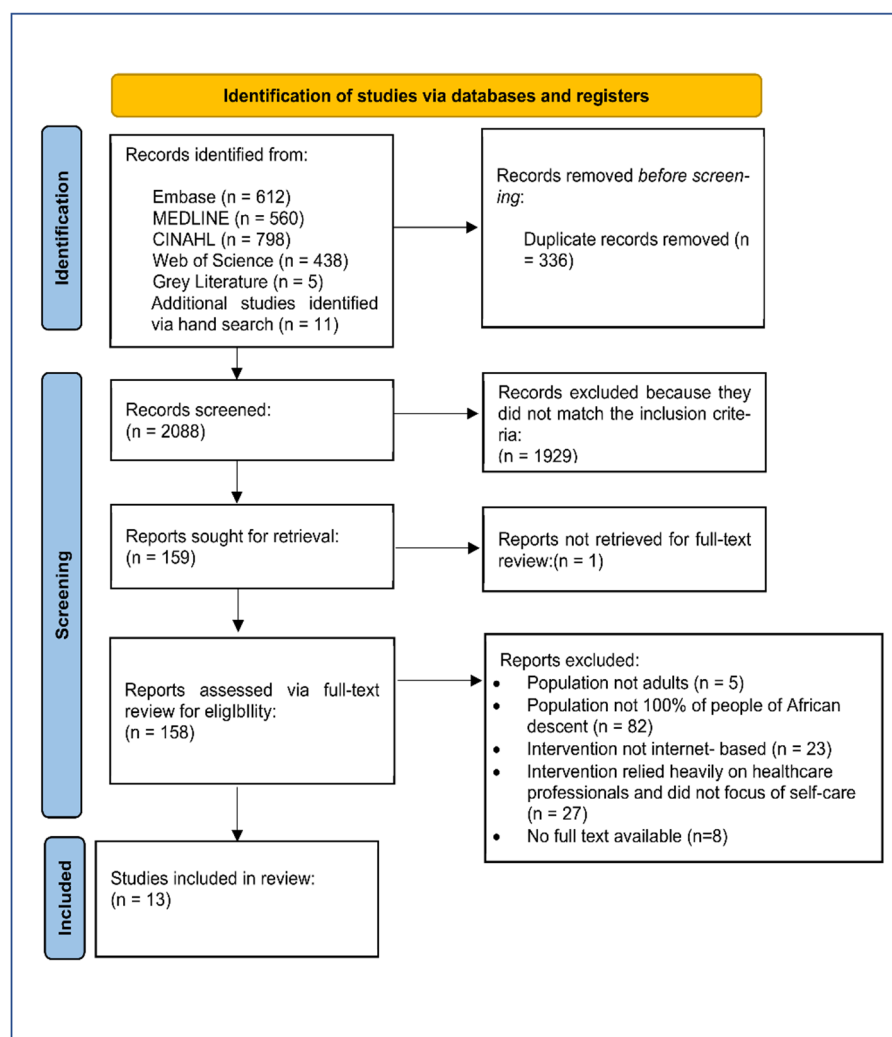 Identification of studies via databases and registers
Identification
Records identified from:
Embase (n = 612)
MEDLINE (n = 560)
CINAHL (n = 798)
Web of Science (n = 438)
Grey Literature (n = 5)
Additional studies identified
via hand search (n = 11)
Records removed before screen-
ing:
Duplicate records removed (n
= 336)
Screening
Records screened:
(n = 2088)
Records excluded because they
did not match the inclusion crite-
ria:
(n = 1929)
Reports sought for retrieval:
(n = 159)
Reports not retrieved for full-text
review:(n = 1)
Reports assessed via full-text
review for eligIbIlity:
(n = 158)
Reports excluded:
• Population not adults (n = 5)
• Population not 100% of people of African
descent (n = 82)
• Intervention not internet- based (n = 23)
• Intervention relied heavily on healthcare
professionals and did not focus of self-care
(n = 27)
• No full text available (n=8)
Included
Studies included in review:
(n = 13)